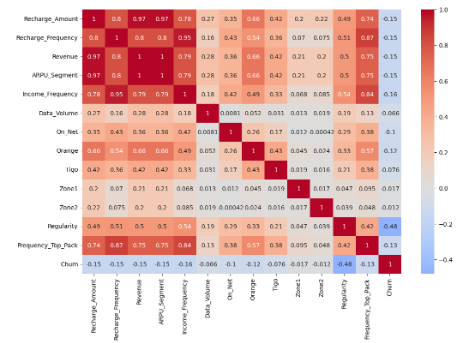 Recharge_Amount 1 0.8 0.97 0.97 0.78 0.27 0.35 0.66 0.42 0.2 0.22 0.49 0.74 -0.15
Recharge_Frequency 0.8 1 0.8 0.8 0.95 0.16 0.43 0.54 0.36 0.07 0.075 0.51 0.87 -0.15
Revenue 0.97 0.8 1 1 0.79 0.28 0.36 0.66 0.42 0.21 0.2 0.5 0.75 -0.15
ARPU_Segment 0.97 0.8 1 1 0.79 0.28 0.36 0.66 0.42 0.21 0.2 0.5 0.75 -0.15
Income_Frequency 0.78 0.95 0.79 0.79 1 0.18 0.42 0.49 0.33 0.068 0.085 0.54 0.84 -0.16
Data_Volume 0.27 0.16 0.28 0.28 0.18 1 0.0081 0.052 0.031 0.013 0.019 0.19 0.13 -0.066
On_Net 0.35 0.43 0.36 0.36 0.42 0.0081 1 0.26 0.17 0.012 -0.00042 0.29 0.38 -0.1
Orange 0.66 0.54 0.66 0.66 0.49 0.052 0.26 1 0.43 0.045 0.024 0.33 0.57 -0.12
Tigo 0.42 0.36 0.42 0.42 0.33 0.031 0.17 0.43 1 0.019 0.016 0.21 0.38 -0.076
Zone1 0.2 0.07 0.21 0.21 0.068 0.013 0.012 0.045 0.019 1 0.017 0.047 0.095 -0.017
Zone2 0.22 0.075 0.2 0.2 0.085 0.019 -0.00042 0.024 0.016 0.017 1 0.039 0.048 -0.012
Regularity 0.49 0.51 0.5 0.5 0.54 0.19 0.29 0.33 0.21 0.047 0.039 1 0.42 -0.48
Frequency_Top_Pack 0.74 0.87 0.75 0.75 0.84 0.13 0.38 0.57 0.38 0.095 0.048 0.42 1 -0.13
Churn -0.15 -0.15 -0.15 -0.15 -0.16 -0.066 -0.1 -0.12 -0.076 -0.017 -0.012 -0.48 -0.13 1
Recharge_Amount Recharge_Frequency Revenue ARPU_Segment Income_Frequency Data_Volume On_Net Orange Tigo Zone1 Zone2 Regularity Frequency_Top_Pack Churn
1.0
0.8
0.6
0.4
0.2
0.0
-0.2
-0.4